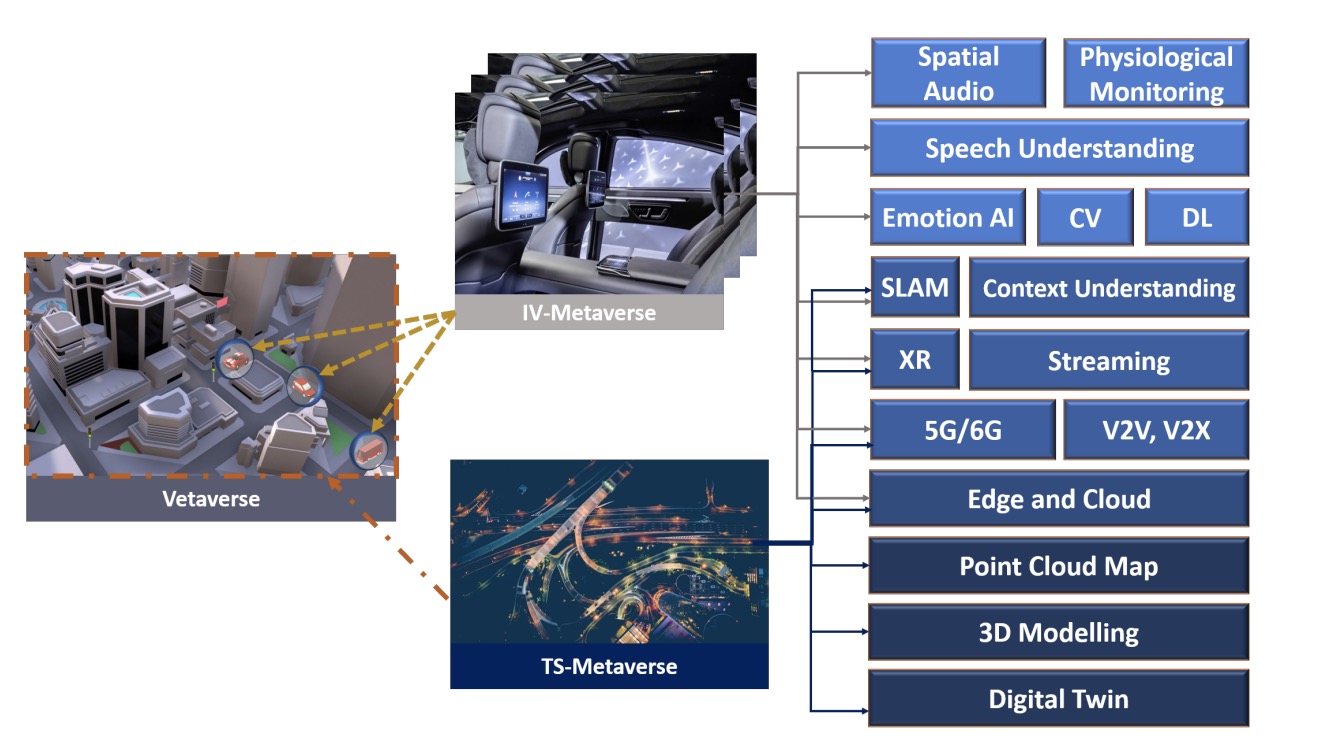 Spatial
Audio
Physiological
Monitoring
Speech Understanding
Emotion AI
CV
DL
SLAM
Context Understanding
IV-Metaverse
XR
Streaming
5G/6G
V2V, V2X
Vetaverse
Edge and Cloud
Point Cloud Map
3D Modelling
TS-Metaverse
Digital Twin